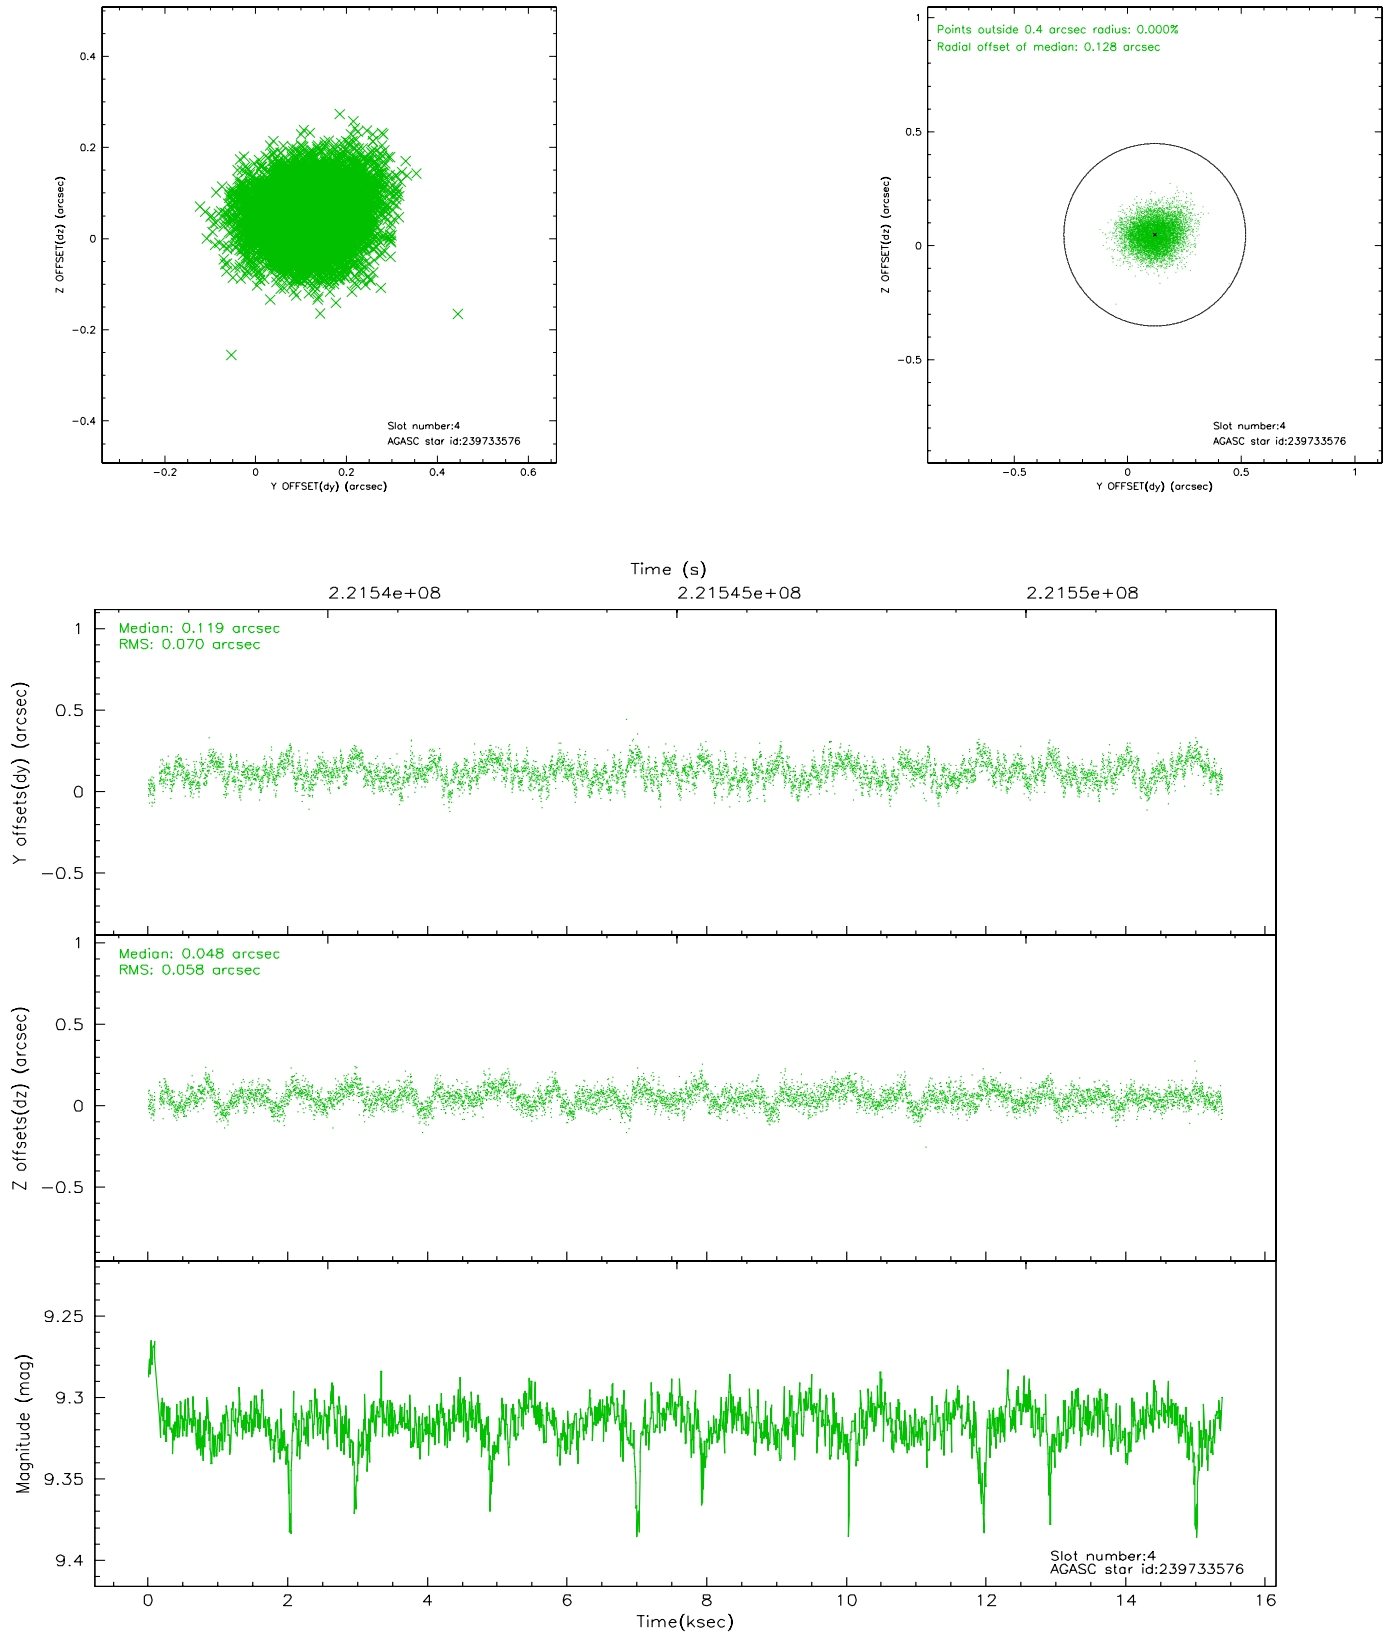 0.4
0.2
0
−0.2
−0.4
Z OFFSET(dz) (arcsec)
Slot number:4
AGASC star id:239733576
−0.2 0 0.2 0.4 0.6
Y OFFSET(dy) (arcsec)
Points outside 0.4 arcsec radius: 0.000%
Radial offset of median: 0.128 arcsec
1
0.5
0
−0.5
Z OFFSET(dz) (arcsec)
Slot number:4
AGASC star id:239733576
−0.5 0 0.5 1
Y OFFSET(dy) (arcsec)
Time (s)
2.2154e+08 2.21545e+08 2.2155e+08
Median: 0.119 arcsec
RMS: 0.070 arcsec
1
0.5
0
−0.5
Y offsets(dy) (arcsec)
Median: 0.048 arcsec
RMS: 0.058 arcsec
1
0.5
0
−0.5
Z offsets(dz) (arcsec)
9.25
9.3
9.35
9.4
Magnitude (mag)
Slot number:4
AGASC star id:239733576
0 2 4 6 8 10 12 14 16
Time(ksec)